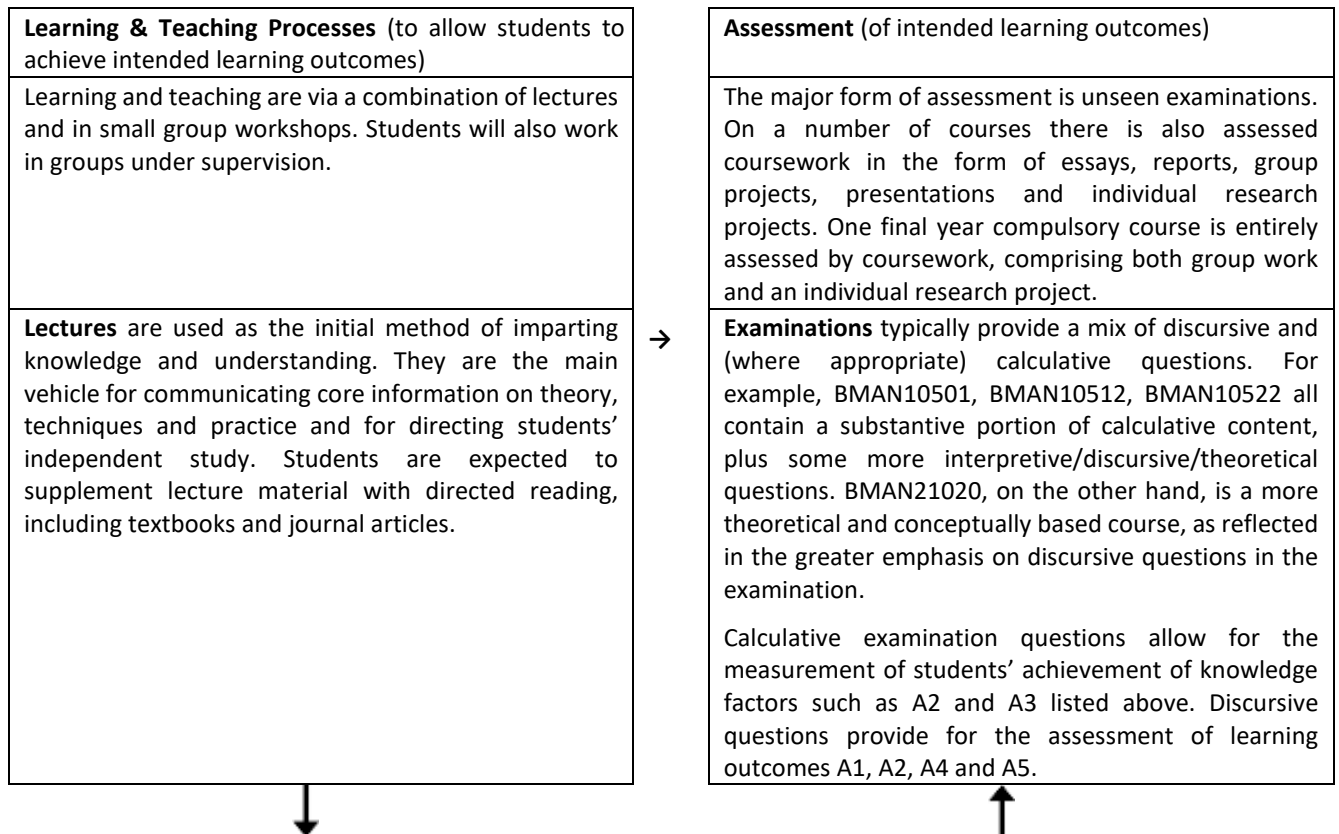 Learning & Teaching Processes (to allow students to
achieve intended learning outcomes)
Learning and teaching are via a combination of lectures
and in small group workshops. Students will also work
in groups under supervision.
Lectures are used as the initial method of imparting
knowledge and understanding. They are the main
vehicle for communicating core information on theory,
techniques and practice and for directing students’
independent study. Students are expected to
supplement lecture material with directed reading,
including textbooks and journal articles.
→
Assessment (of intended learning outcomes)
The major form of assessment is unseen examinations.
On a number of courses there is also assessed
coursework in the form of essays, reports, group
projects, presentations and individual research
projects. One final year compulsory course is entirely
assessed by coursework, comprising both group work
and an individual research project.
Examinations typically provide a mix of discursive and
(where appropriate) calculative questions. For
example, BMAN10501, BMAN10512, BMAN10522 all
contain a substantive portion of calculative content,
plus some more interpretive/discursive/theoretical
questions. BMAN21020, on the other hand, is a more
theoretical and conceptually based course, as reflected
in the greater emphasis on discursive questions in the
examination.
Calculative examination questions allow for the
measurement of students’ achievement of knowledge
factors such as A2 and A3 listed above. Discursive
questions provide for the assessment of learning
outcomes A1, A2, A4 and A5.